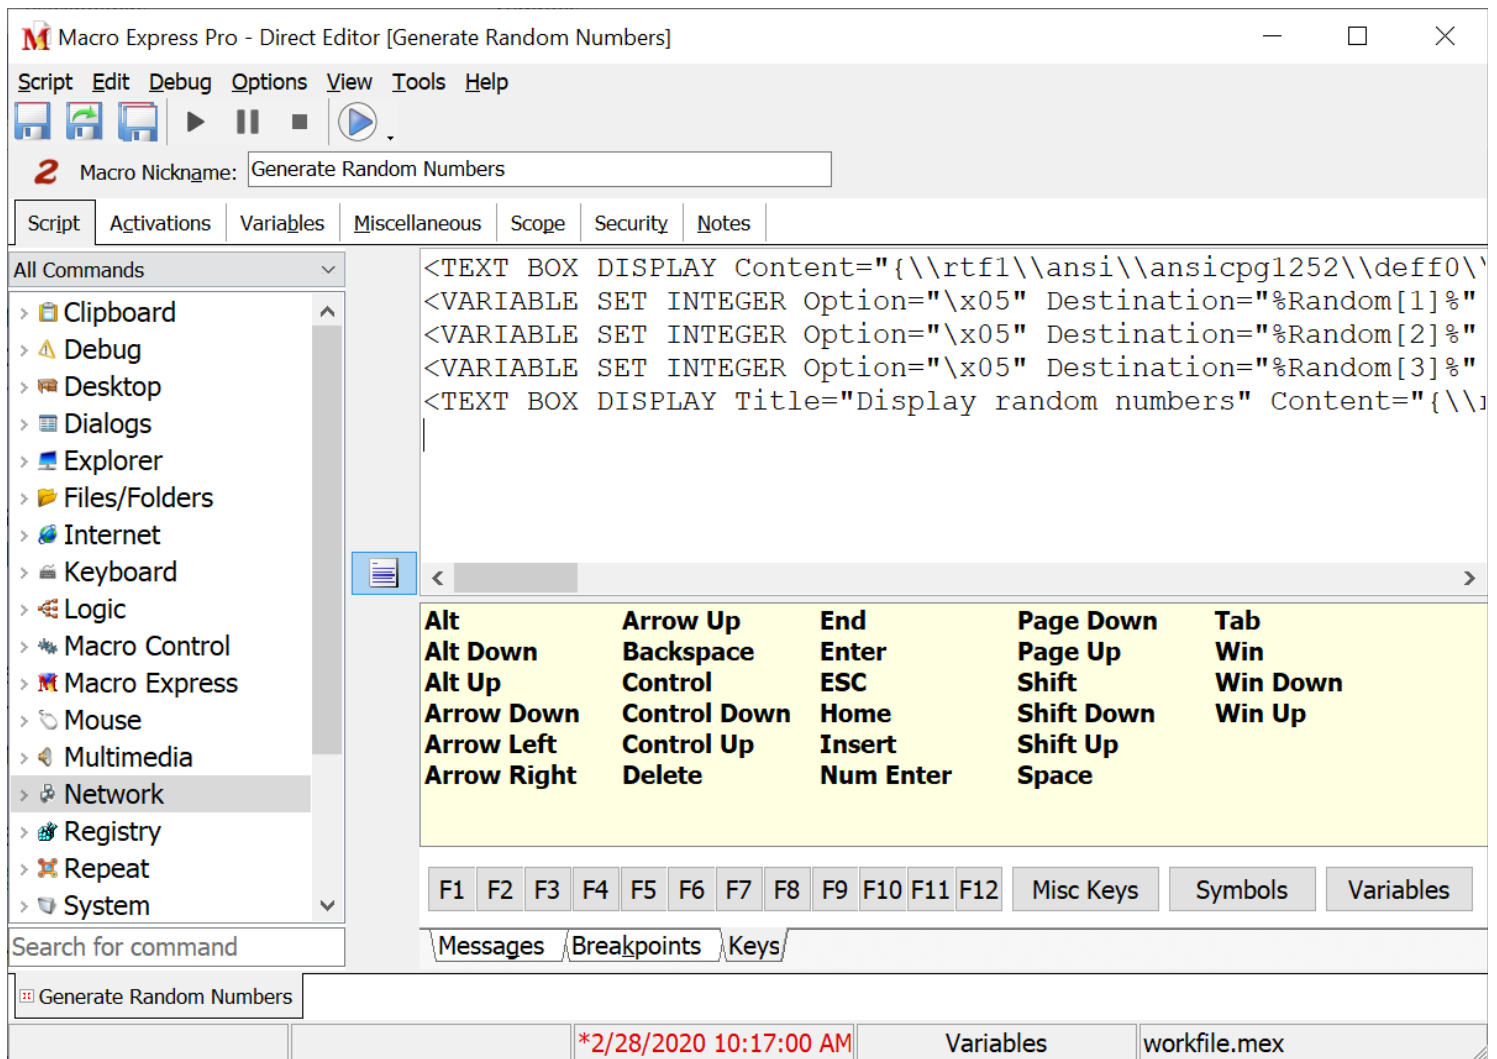 Macro Express Pro - Direct Editor [Generate Random Numbers]
Script Edit Debug Options View Tools Help
2 Macro Nickname: Generate Random Numbers
Script Activations Variables Miscellaneous Scope Security Notes
All Commands
Clipboard
Debug
Desktop
Dialogs
Explorer
Files/Folders
Internet
Keyboard
Logic
Macro Control
Macro Express
Mouse
Multimedia
Network
Registry
Repeat
System
Search for command
<TEXT BOX DISPLAY Content="{\\rtf1\\ansi\\ansicpg1252\\deff0\
<VARIABLE SET INTEGER Option="\x05" Destination="%Random[1]%"
<VARIABLE SET INTEGER Option="\x05" Destination="%Random[2]%"
<VARIABLE SET INTEGER Option="\x05" Destination="%Random[3]%"
<TEXT BOX DISPLAY Title="Display random numbers" Content="{\\
Alt Arrow Up End Page Down Tab
Alt Down Backspace Enter Page Up Win
Alt Up Control ESC Shift Win Down
Arrow Down Control Down Home Shift Down Win Up
Arrow Left Control Up Insert Shift Up
Arrow Right Delete Num Enter Space
F1 F2 F3 F4 F5 F6 F7 F8 F9 F10 F11 F12 Misc Keys Symbols Variables
Messages Breakpoints Keys
Generate Random Numbers
*2/28/2020 10:17:00 AM Variables workfile.mex